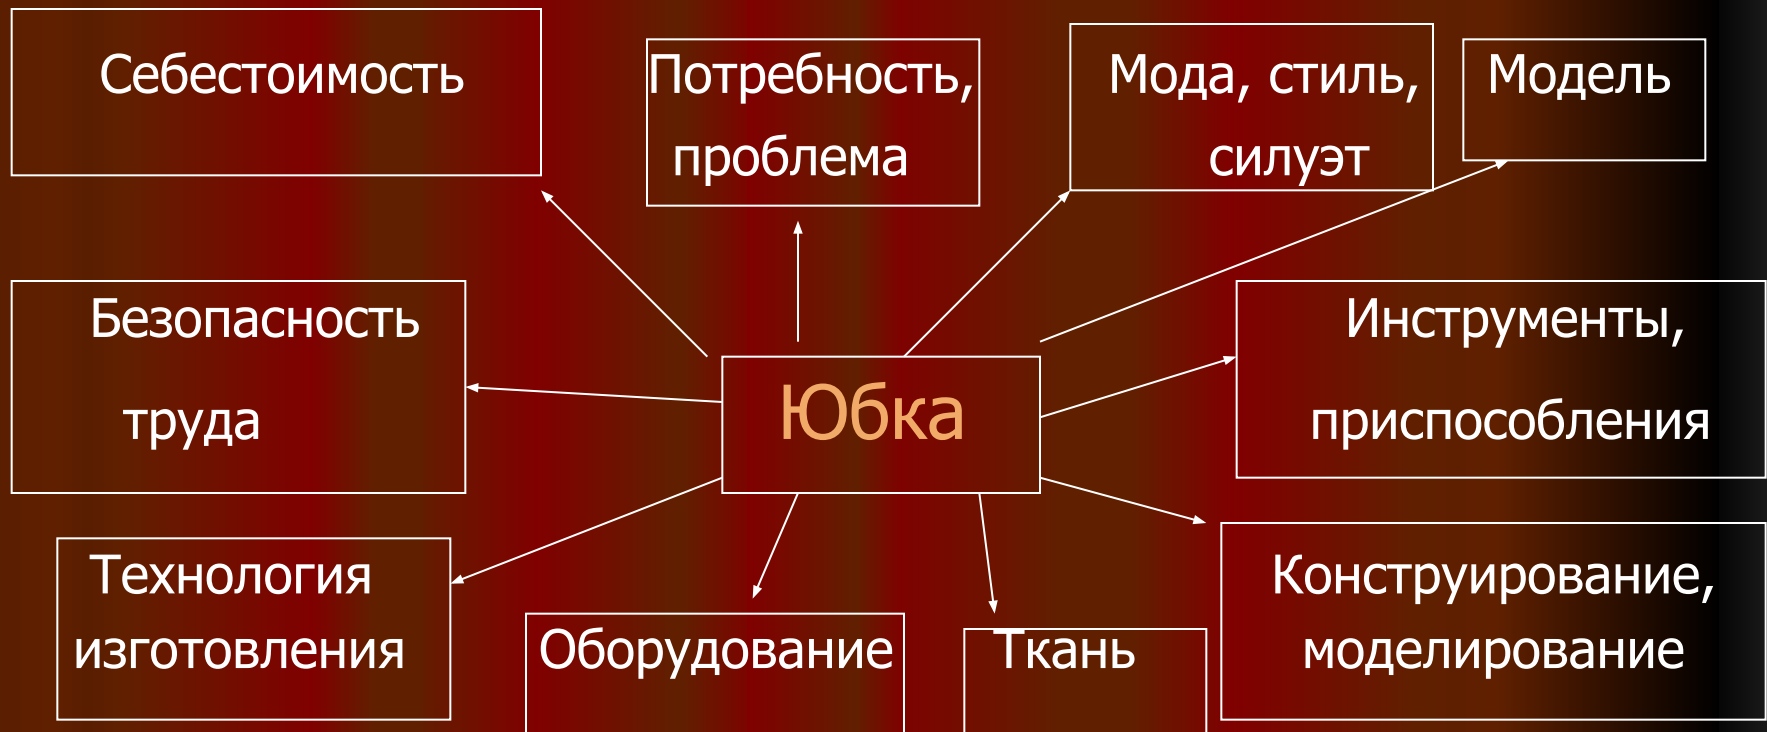 Себестоимость
Потребность,
проблема
Мода, стиль,
силуэт
Модель
Безопасность
труда
Юбка
Инструменты,
приспособления
Технология
изготовления
Оборудование
Ткань
Конструирование,
моделирование